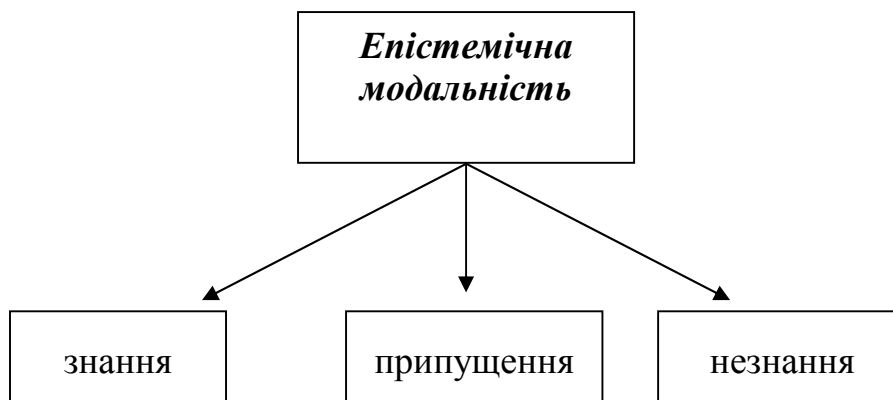 Епістемічна
модальність
знання
припущення
незнання